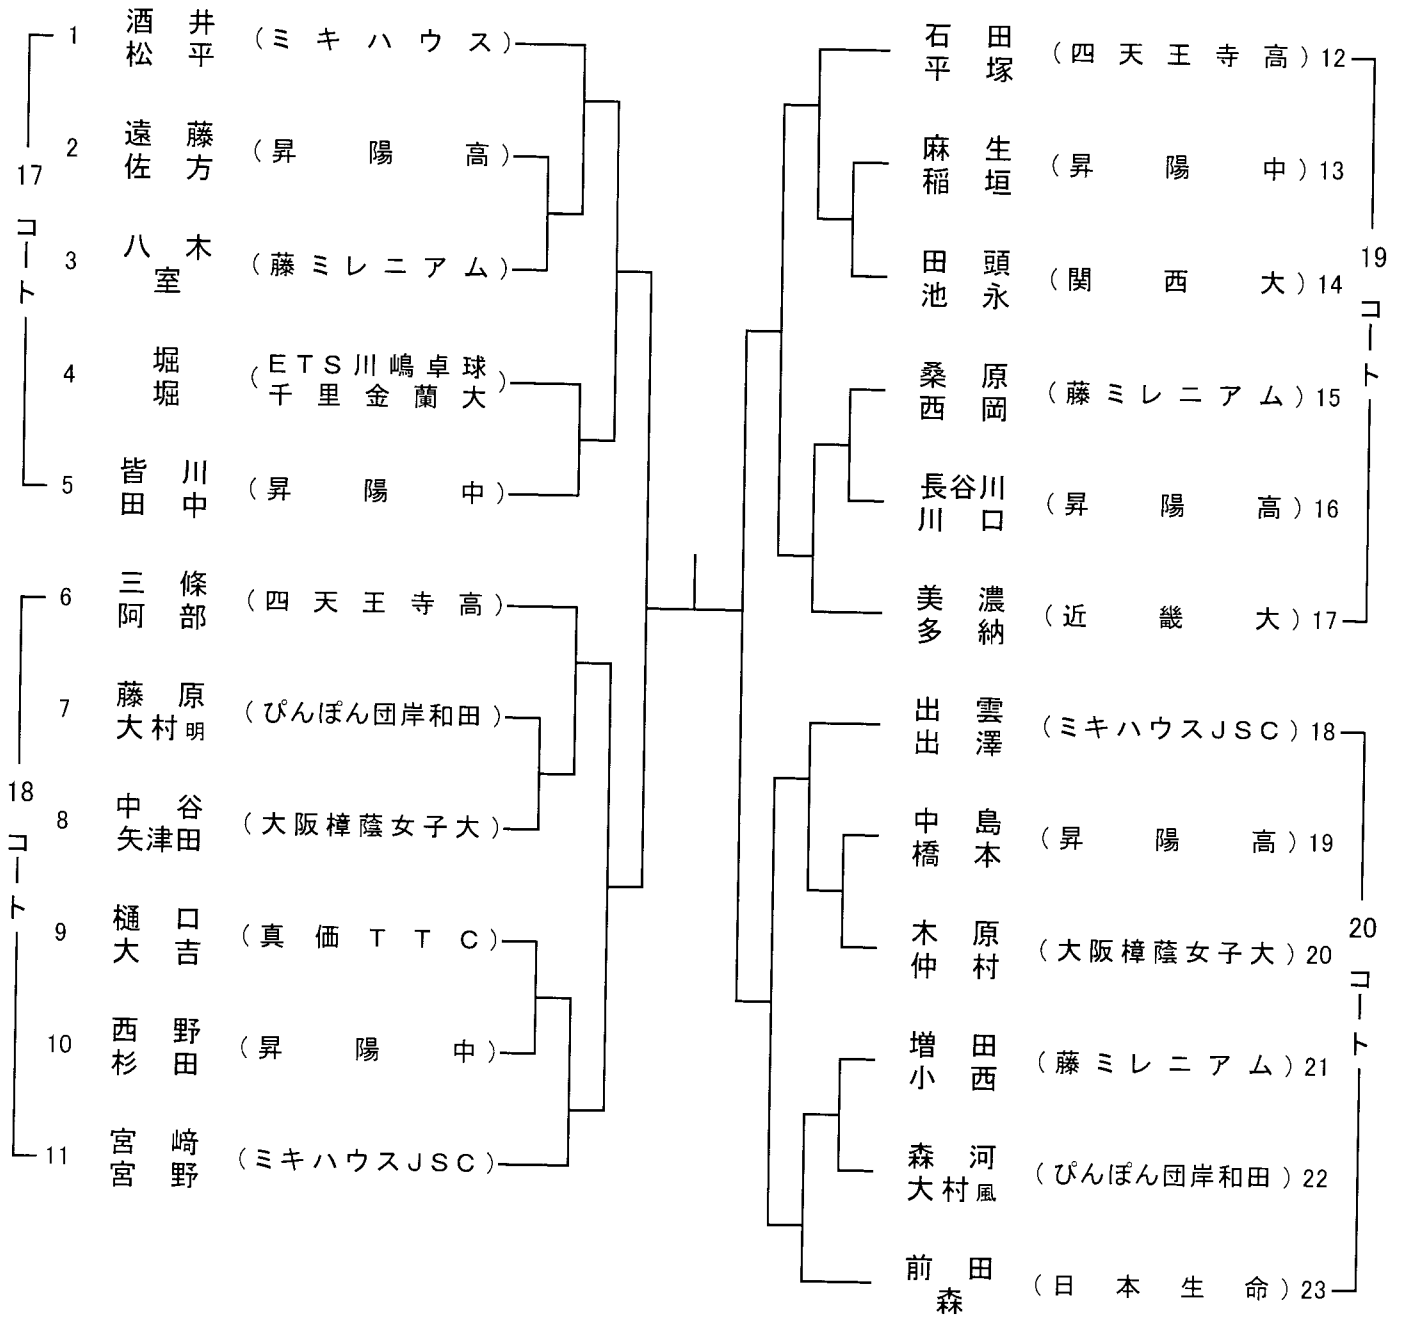 1 酒井 (ミキハウス)
松平
2 遠藤 (昇陽高)
佐方
3 八木 (藤ミレニアム)
室
4 堀 (ETS川嶋卓球
堀 千里金蘭大)
5 皆川 (昇陽中)
田中
17コート
6 三條 (四天王寺高)
阿部
7 藤原 (ぴんぽん団岸和田)
大村明
8 中谷 (大阪樟蔭女子大)
矢津田
9 樋口 (真価TTC)
大吉
10 西野 (昇陽中)
杉田
11 宮﨑 (ミキハウスJSC)
宮野
18コート
石田 (四天王寺高) 12
平塚
麻生 (昇陽中) 13
稲垣
田頭 (関西大) 14
池永
桑原 (藤ミレニアム) 15
西岡
長谷川 (昇陽高) 16
川口
美濃 (近畿大) 17
多納
19コート
出雲 (ミキハウスJSC) 18
出澤
中島 (昇陽高) 19
橋本
木原 (大阪樟蔭女子大) 20
仲村
増田 (藤ミレニアム) 21
小西
森河 (ぴんぽん団岸和田) 22
大村風
前田 (日本生命) 23
森
20コート